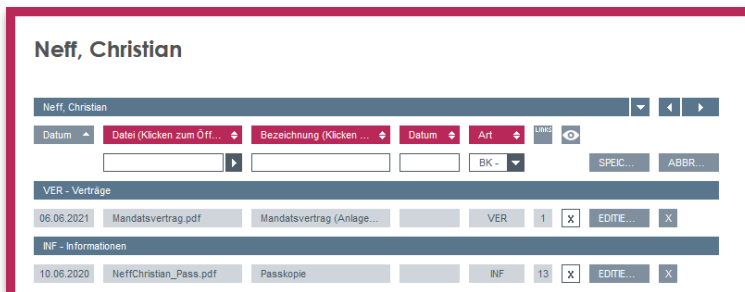 Neff, Christian
Neff, Christian
Datum Datei (Klicken zum Öff... Bezeichnung (Klicken ... Datum Art LINKS
BK - SPEIC... ABBR...
VER - Verträge
06.06.2021 Mandatsvertrag.pdf Mandatsvertrag (Anlage... VER 1 X EDITIE... X
INF - Informationen
10.06.2020 NeffChristian_Pass.pdf Passkopie INF 13 X EDITIE... X